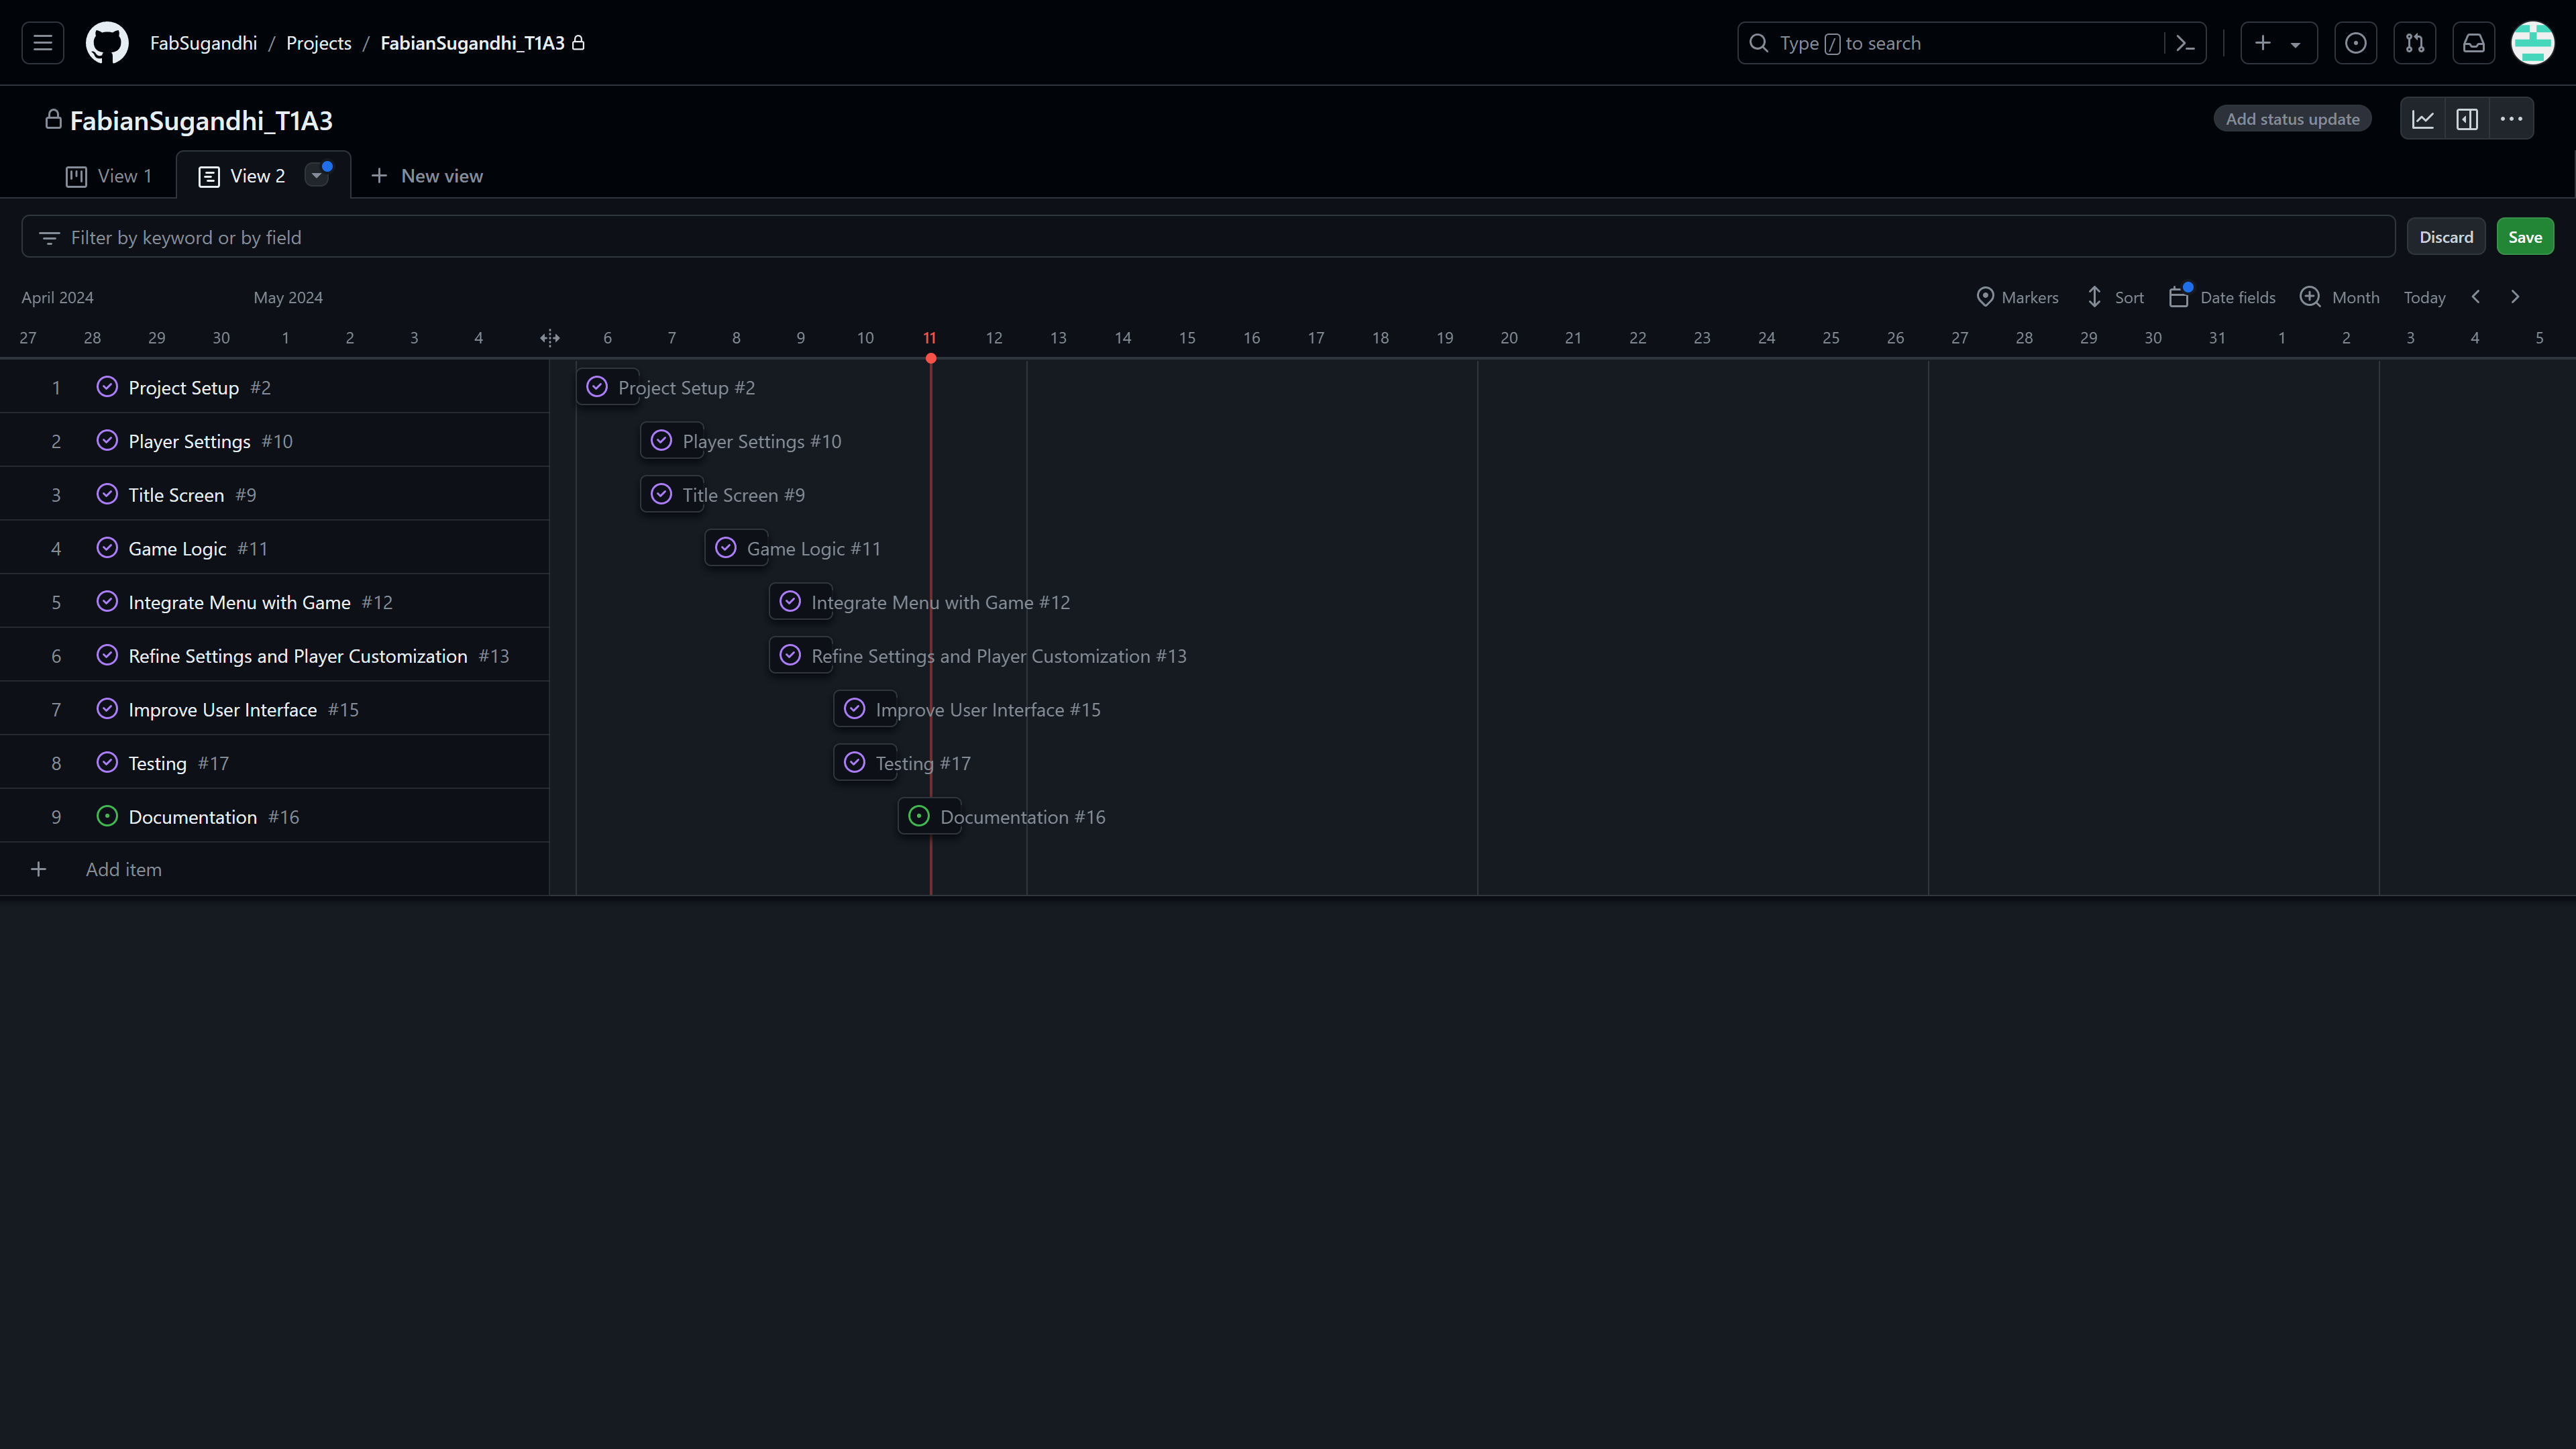 FabSugandhi / Projects / FabianSugandhi_T1A3
Type / to search
FabianSugandhi_T1A3
Add status update
View 1
View 2
New view
Filter by keyword or by field
Discard
Save
April 2024
May 2024
Markers
Sort
Date fields
Month
Today
27 28 29 30 1 2 3 4 6 7 8 9 10 11 12 13 14 15 16 17 18 19 20 21 22 23 24 25 26 27 28 29 30 31 1 2 3 4 5
1 Project Setup #2
Project Setup #2
2 Player Settings #10
Player Settings #10
3 Title Screen #9
Title Screen #9
4 Game Logic #11
Game Logic #11
5 Integrate Menu with Game #12
Integrate Menu with Game #12
6 Refine Settings and Player Customization #13
Refine Settings and Player Customization #13
7 Improve User Interface #15
Improve User Interface #15
8 Testing #17
Testing #17
9 Documentation #16
Documentation #16
Add item